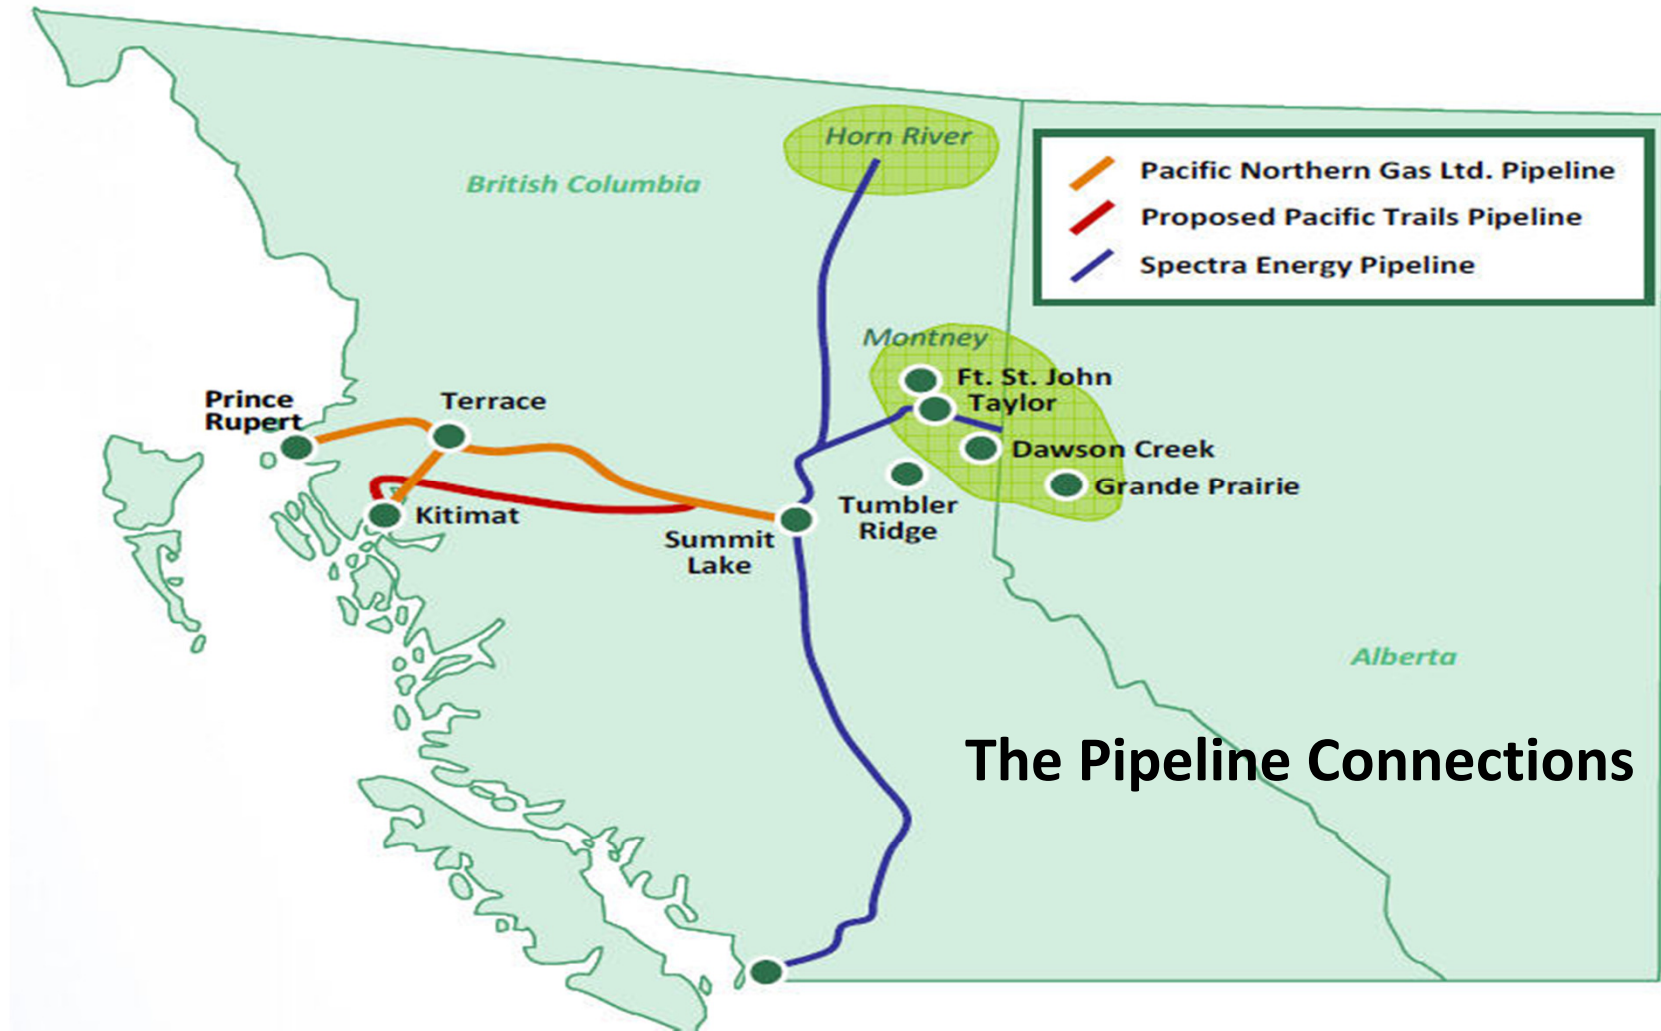 Horn River
British Columbia
Pacific Northern Gas Ltd. Pipeline
Proposed Pacific Trails Pipeline
Spectra Energy Pipeline
Montney
Ft. St. John
Taylor
Prince
Rupert
Terrace
Dawson Creek
Grande Prairie
Tumbler
Ridge
Kitimat
Summit
Lake
Alberta
The Pipeline Connections